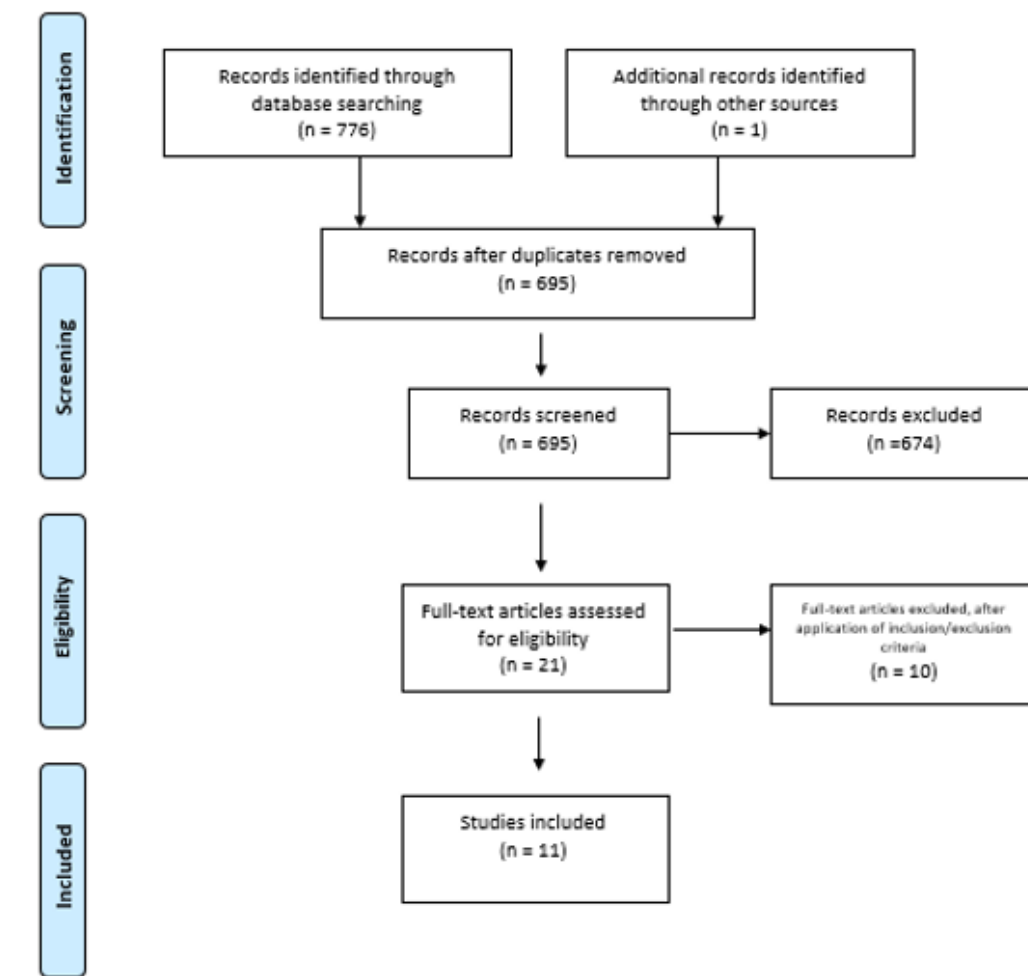 Identification
Records identified through
database searching
(n = 776)
Additional records identified
through other sources
(n = 1)
Records after duplicates removed
(n = 695)
Screening
Records screened
(n = 695)
Records excluded
(n =674)
Eligibility
Full-text articles assessed
for eligibility
(n = 21)
Full-text articles excluded, after
application of inclusion/exclusion
criteria
(n = 10)
Included
Studies included
(n = 11)